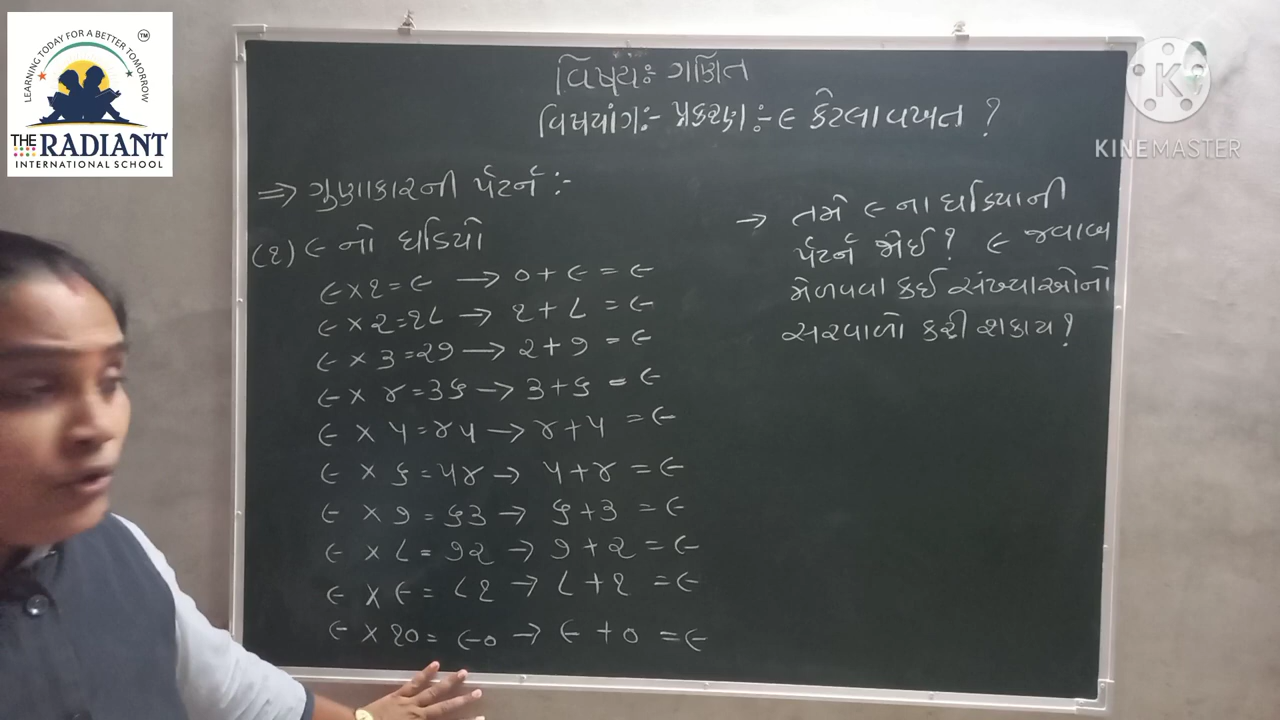 LEARNING TODAY FOR A BETTER TOMORROW
TM
THE RADIANT
INTERNATIONAL SCHOOL
KINEMASTER
વિષય:- ગણિત
વિષયાંગ:- પ્રકરણ:- ૯ કેટલા વખત ?
⇒ ગુણાકારની પેટર્ન :-
(૧) ૯ નો ઘડિયો
૯ × ૧ = ૯ → ૦ + ૯ = ૯
૯ × ૨ = ૧૮ → ૧ + ૮ = ૯
૯ × ૩ = ૨૭ → ૨ + ૭ = ૯
૯ × ૪ = ૩૬ → ૩ + ૬ = ૯
૯ × ૫ = ૪૫ → ૪ + ૫ = ૯
૯ × ૬ = ૫૪ → ૫ + ૪ = ૯
૯ × ૭ = ૬૩ → ૬ + ૩ = ૯
૯ × ૮ = ૭૨ → ૭ + ૨ = ૯
૯ × ૯ = ૮૧ → ૮ + ૧ = ૯
૯ × ૧૦ = ૯૦ → ૯ + ૦ = ૯
→ તમે ૯ ના ઘડિયાની
પેટર્ન જોઈ ? ૯ જવાબ
મેળવવા કઈ સંખ્યાઓનો
સરવાળો કરી શકાય ?